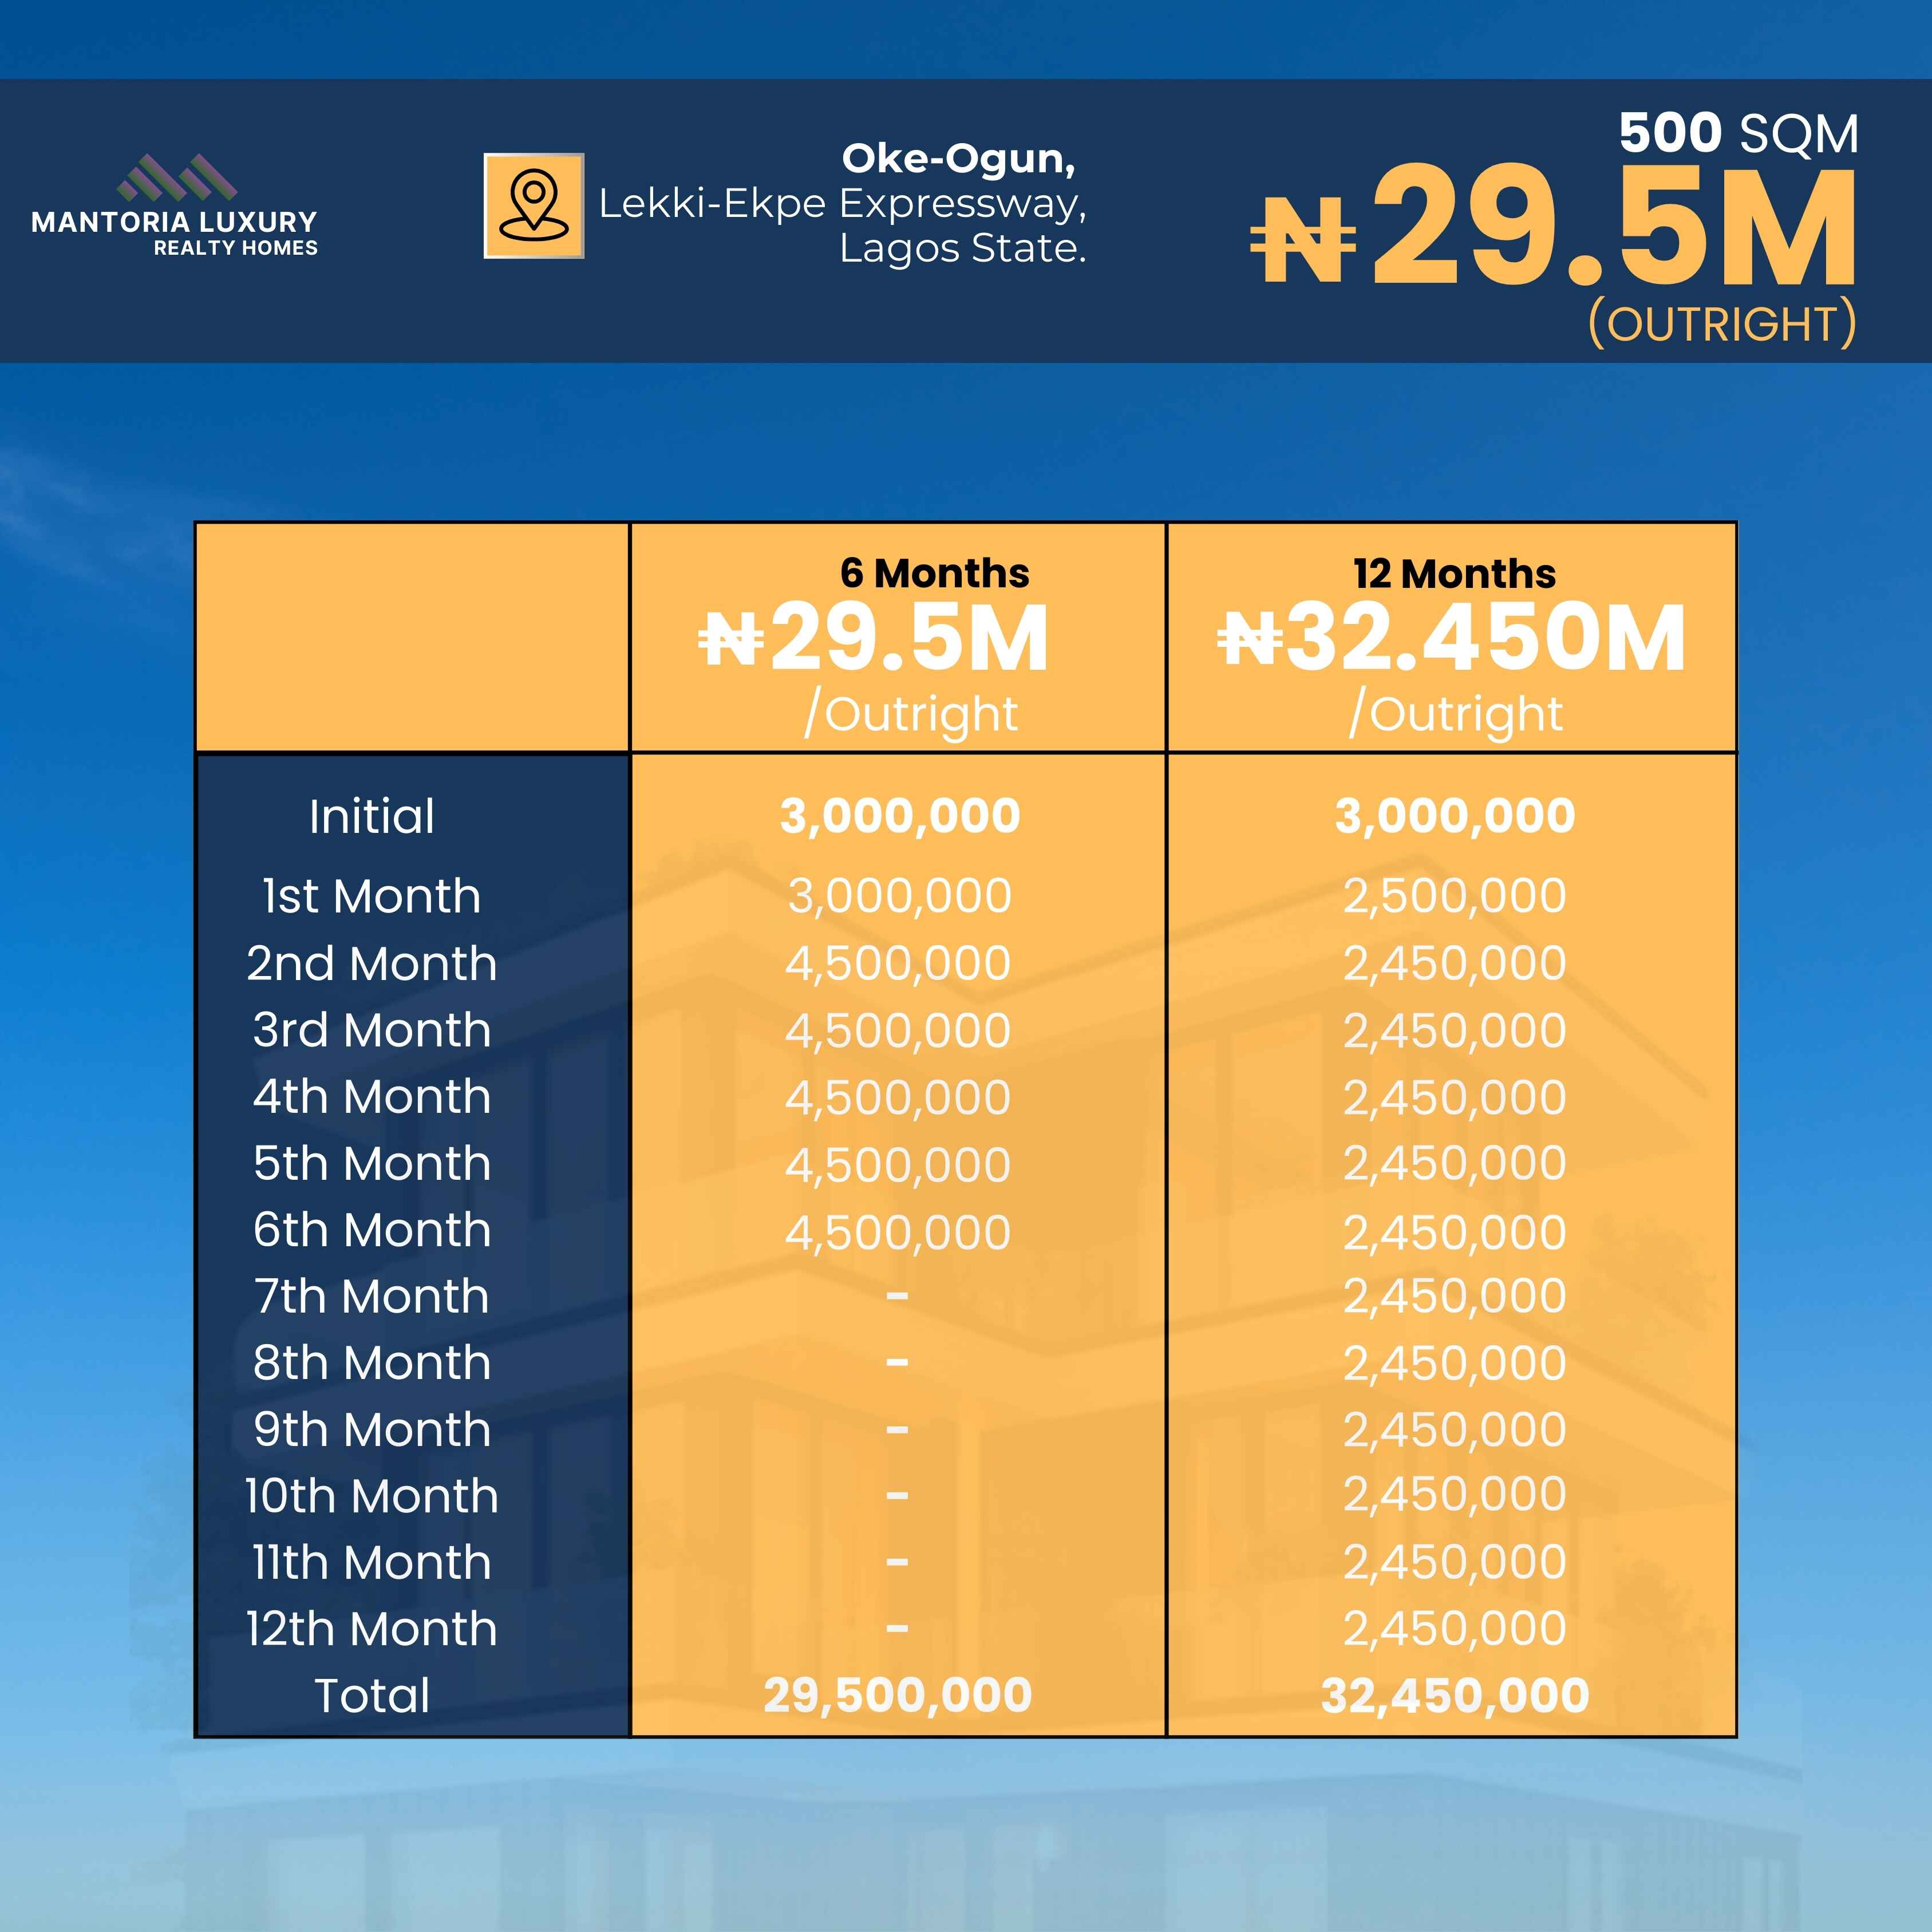 MANTORIA LUXURY
REALTY HOMES
Oke-Ogun,
Lekki-Ekpe Expressway,
Lagos State.
500 SQM
₦29.5M
(OUTRIGHT)
6 Months
₦29.5M
/Outright
12 Months
₦32.450M
/Outright
Initial 3,000,000 3,000,000
1st Month 3,000,000 2,500,000
2nd Month 4,500,000 2,450,000
3rd Month 4,500,000 2,450,000
4th Month 4,500,000 2,450,000
5th Month 4,500,000 2,450,000
6th Month 4,500,000 2,450,000
7th Month - 2,450,000
8th Month - 2,450,000
9th Month - 2,450,000
10th Month - 2,450,000
11th Month - 2,450,000
12th Month - 2,450,000
Total 29,500,000 32,450,000